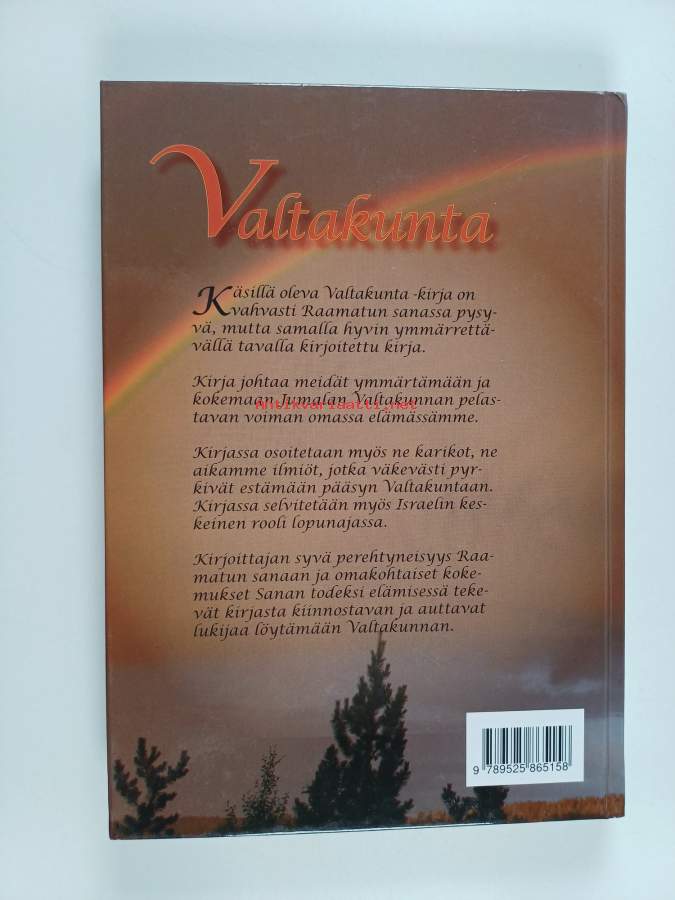 Valtakunta
Käsillä oleva Valtakunta -kirja on
vahvasti Raamatun sanassa pysy-
vä, mutta samalla hyvin ymmärrettä-
vällä tavalla kirjoitettu kirja.
Kirja johtaa meidät ymmärtämään ja
kokemaan Jumalan Valtakunnan pelas-
Antikvariaatti.net
tavan voiman omassa elämässämme.
Kirjassa osoitetaan myös ne karikot, ne
aikamme ilmiöt, jotka väkevästi pyr-
kivät estämään pääsyn Valtakuntaan.
Kirjassa selvitetään myös Israelin kes-
keinen rooli lopunajassa.
Kirjoittajan syvä perehtyneisyys Raa-
matun sanaan ja omakohtaiset koke-
mukset Sanan todeksi elämisessä teke-
vät kirjasta kiinnostavan ja auttavat
lukijaa löytämään Valtakunnan.
9 789525 865158